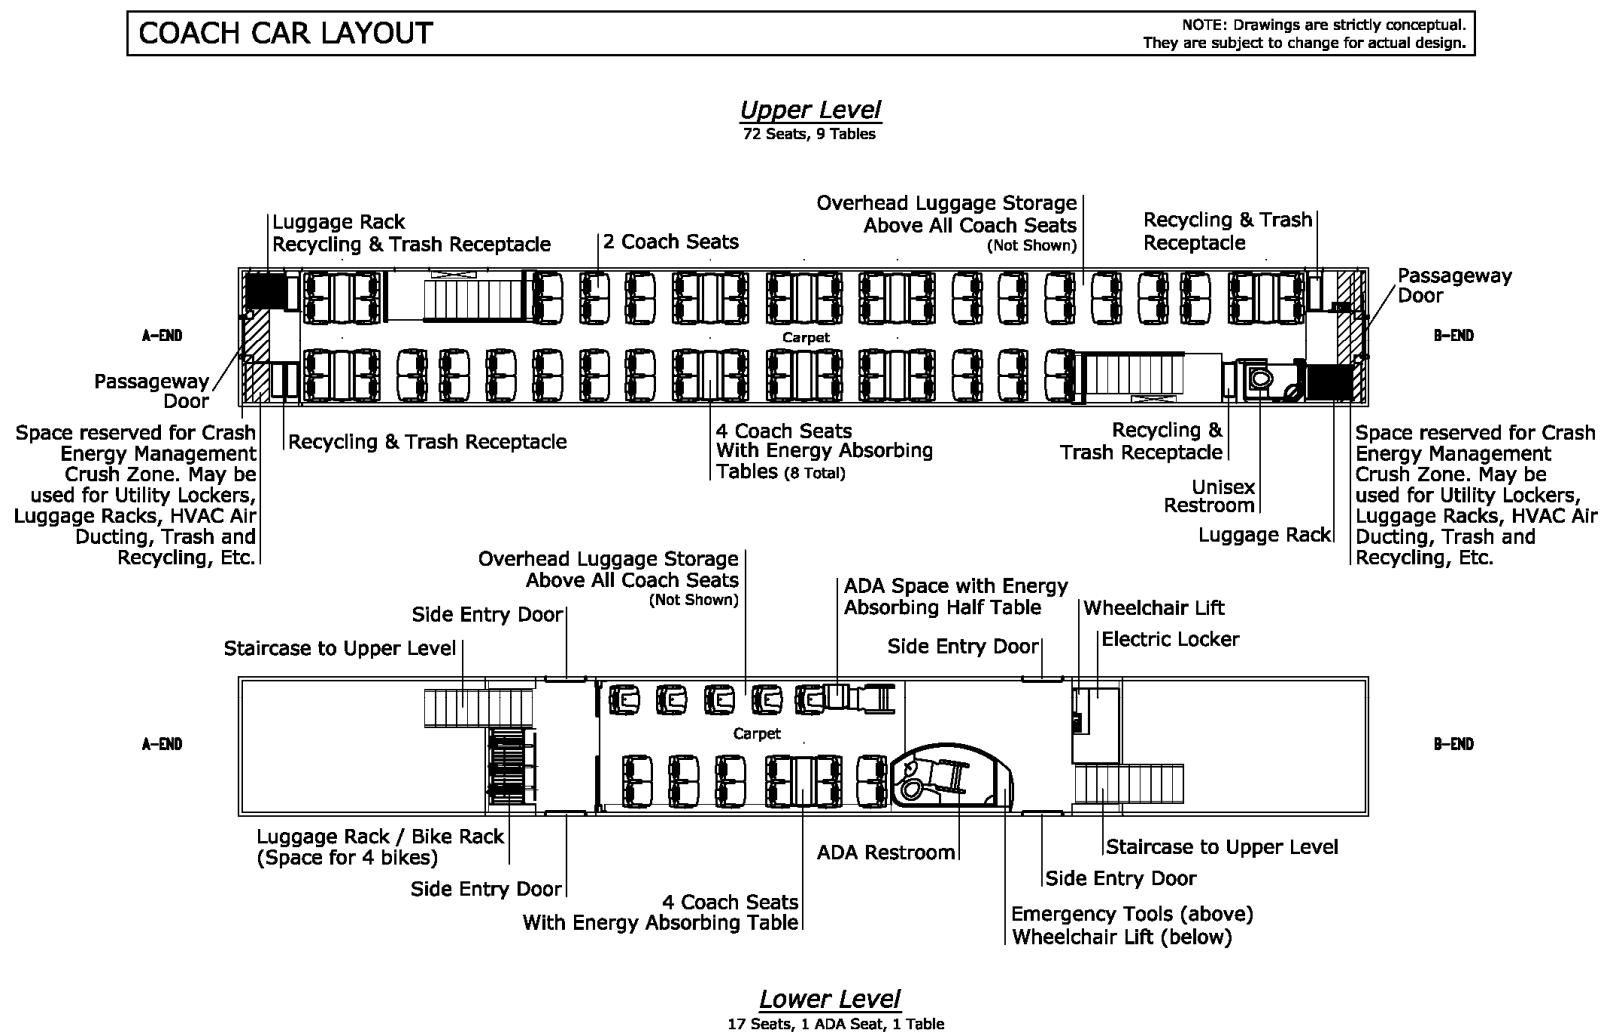 COACH CAR LAYOUT
NOTE: Drawings are strictly conceptual.
They are subject to change for actual design.
Upper Level
72 Seats, 9 Tables
Luggage Rack
Recycling & Trash Receptacle
2 Coach Seats
Overhead Luggage Storage
Above All Coach Seats
(Not Shown)
Recycling & Trash
Receptacle
Passageway
Door
A-END
Carpet
B-END
Passageway
Door
Space reserved for Crash
Energy Management
Crush Zone. May be
used for Utility Lockers,
Luggage Racks, HVAC Air
Ducting, Trash and
Recycling, Etc.
Recycling & Trash Receptacle
4 Coach Seats
With Energy Absorbing
Tables (8 Total)
Recycling &
Trash Receptacle
Unisex
Restroom
Luggage Rack
Space reserved for Crash
Energy Management
Crush Zone. May be
used for Utility Lockers,
Luggage Racks, HVAC Air
Ducting, Trash and
Recycling, Etc.
Overhead Luggage Storage
Above All Coach Seats
(Not Shown)
Side Entry Door
Staircase to Upper Level
ADA Space with Energy
Absorbing Half Table
Side Entry Door
Wheelchair Lift
Electric Locker
A-END
Carpet
B-END
Luggage Rack / Bike Rack
(Space for 4 bikes)
Side Entry Door
4 Coach Seats
With Energy Absorbing Table
ADA Restroom
Staircase to Upper Level
Side Entry Door
Emergency Tools (above)
Wheelchair Lift (below)
Lower Level
17 Seats, 1 ADA Seat, 1 Table